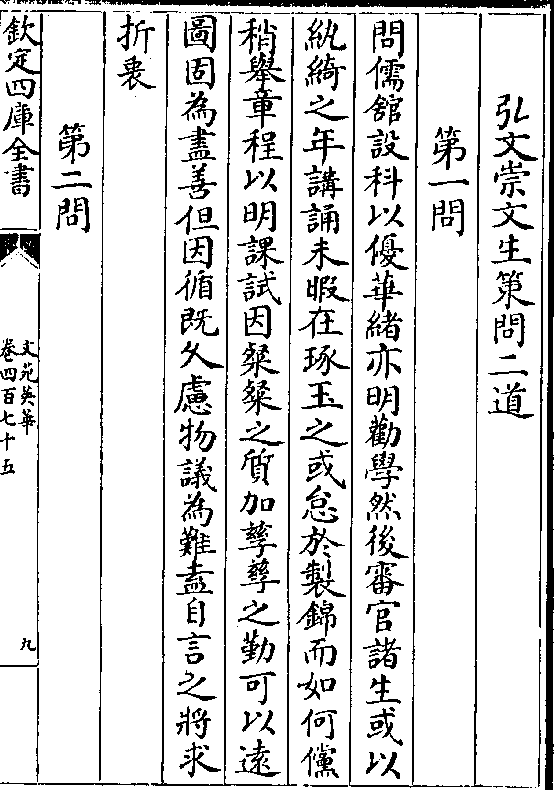 弘文崇文生策問二道
第一問
問儒館設科以優華緒亦明勸學然後審官諸生或以
紈綺之年講誦未暇在琢玉之或怠於製錦而如何儻
稍舉章程以明課試因粲粲之質加孳孳之勤可以遠
圖固為盡善但因循既久慮物議為難盍自言之將求
折衷
第二問
欽定四庫全書
文苑英華
卷四百七十五
九